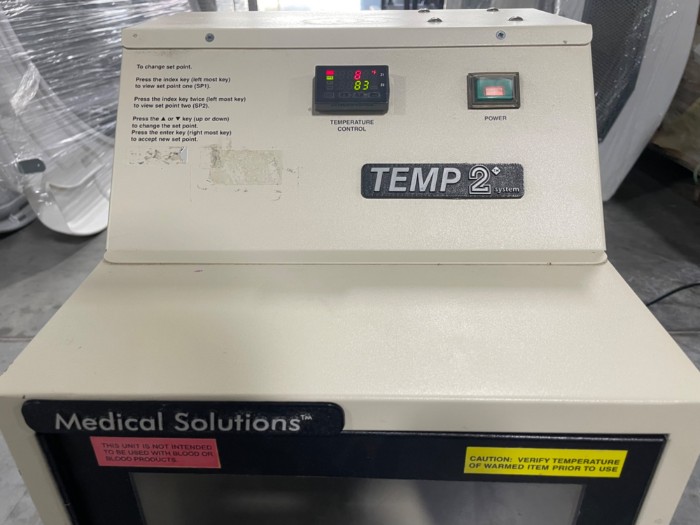 To change set point.
Press the index key (left most key)
to view set point one (SP1).
Press the index key twice (left most key)
to view set point two (SP2).
Press the ▲ or ▼ key (up or down)
to change the set point.
Press the enter key (right most key)
to accept new set point.
8
83
TEMPERATURE
CONTROL
POWER
TEMP 2 system
Medical Solutions™
THIS UNIT IS NOT INTENDED
TO BE USED WITH BLOOD OR
BLOOD PRODUCTS
CAUTION: VERIFY TEMPERATURE
OF WARMED ITEM PRIOR TO USE